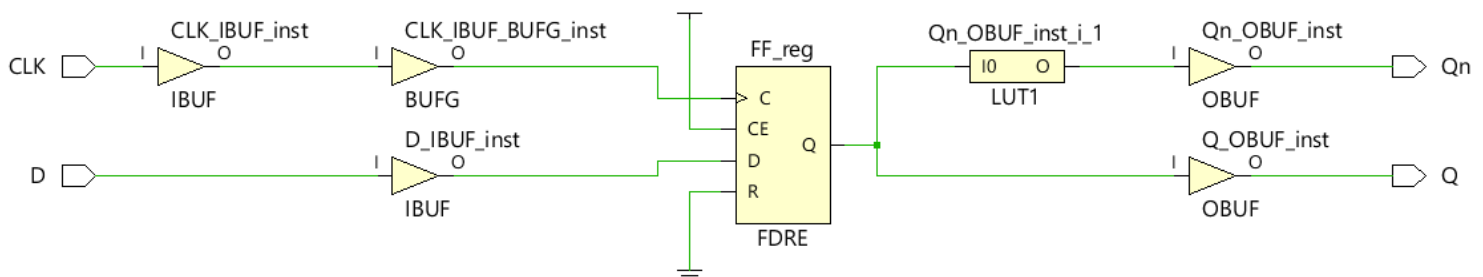 CLK
I
CLK_IBUF_inst
O
IBUF
I
CLK_IBUF_BUFG_inst
O
BUFG
D
I
D_IBUF_inst
O
IBUF
FF_reg
C
CE
D
R
Q
FDRE
Qn_OBUF_inst_i_1
I0
O
LUT1
I
Qn_OBUF_inst
O
OBUF
Qn
I
Q_OBUF_inst
O
OBUF
Q